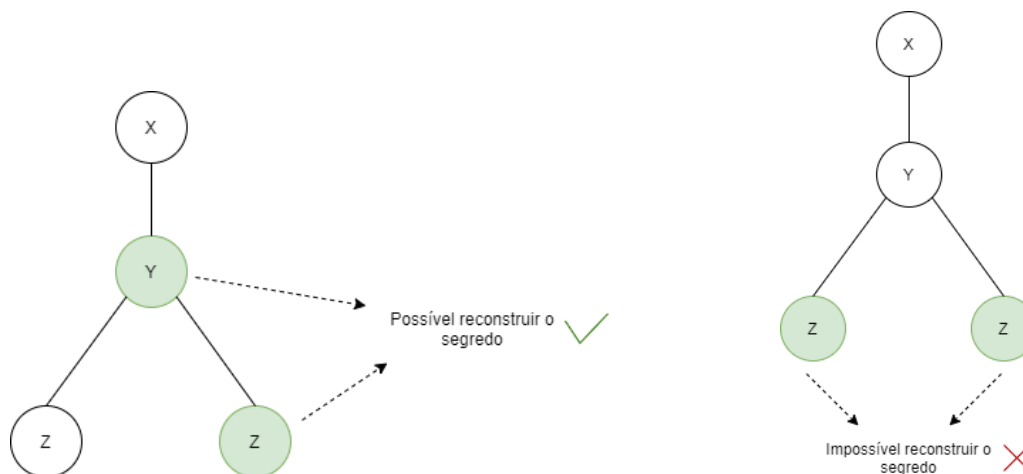 X
Y
Z
Z
Possível reconstruir o
segredo
X
Y
Z
Z
Impossível reconstruir o
segredo